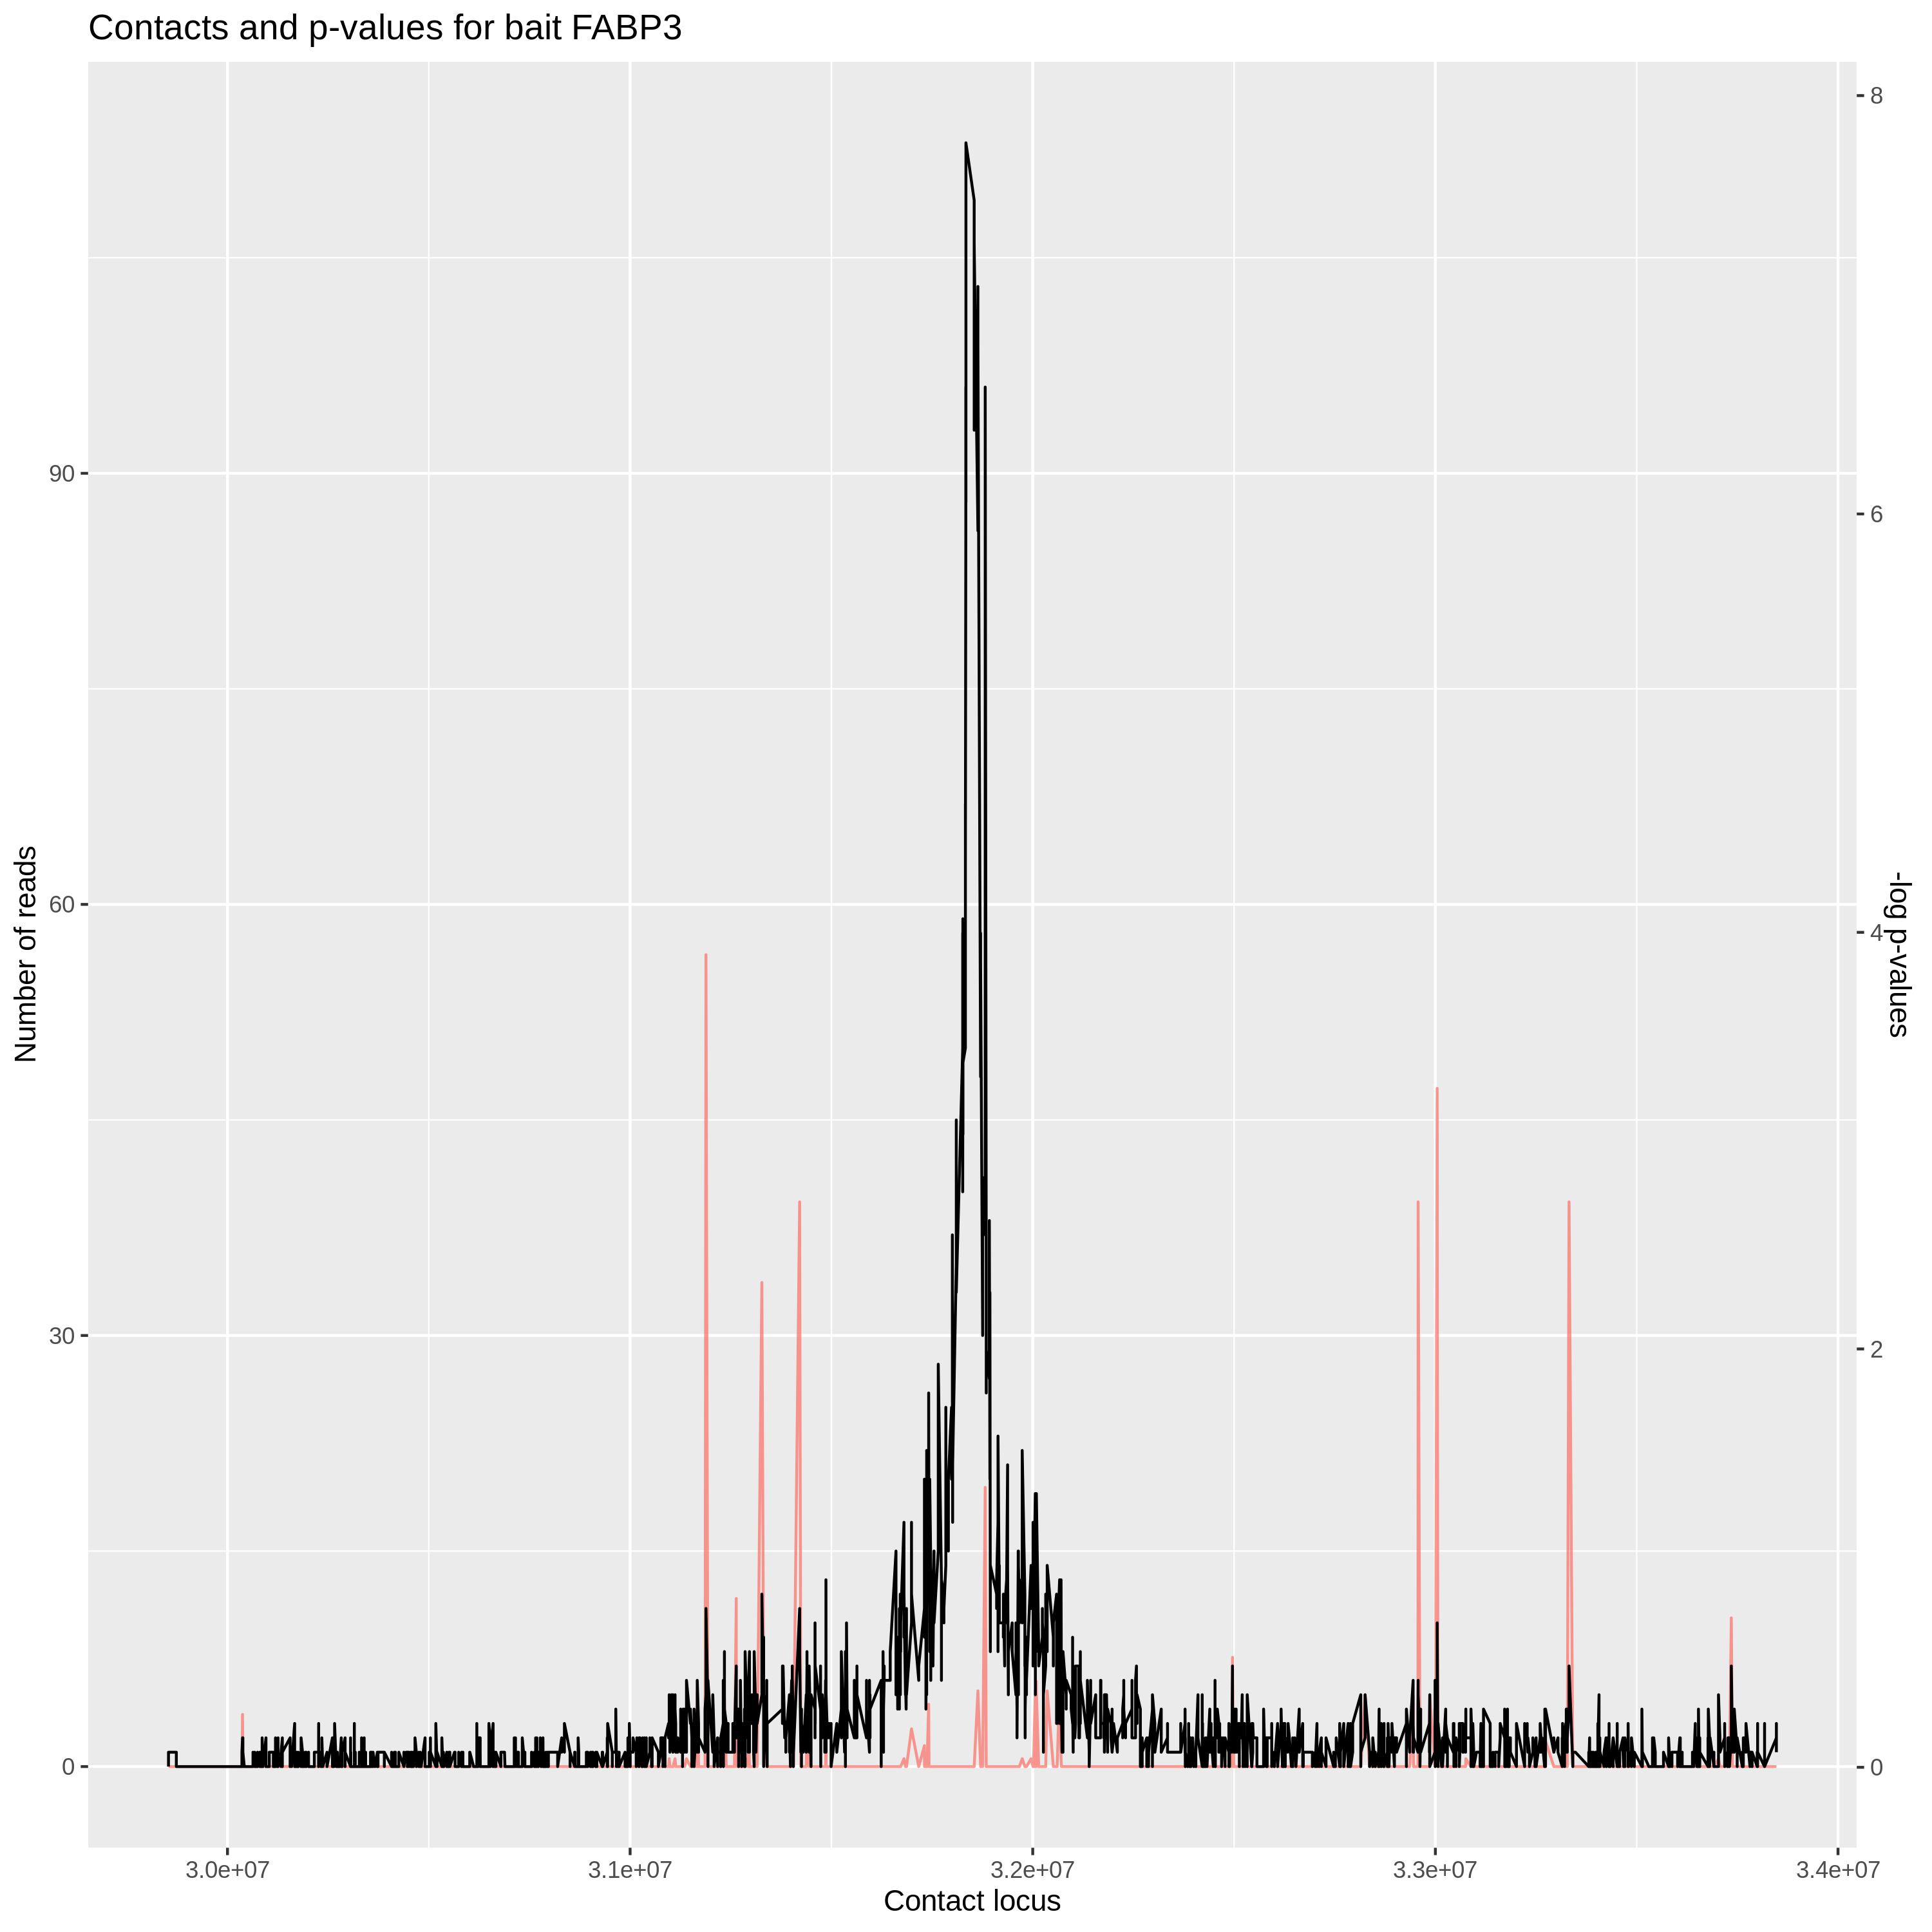 Contacts and p-values for bait FABP3
Number of reads
90
60
30
0
8
6
4
2
0
-log p-values
3.0e+07
3.1e+07
3.2e+07
3.3e+07
3.4e+07
Contact locus